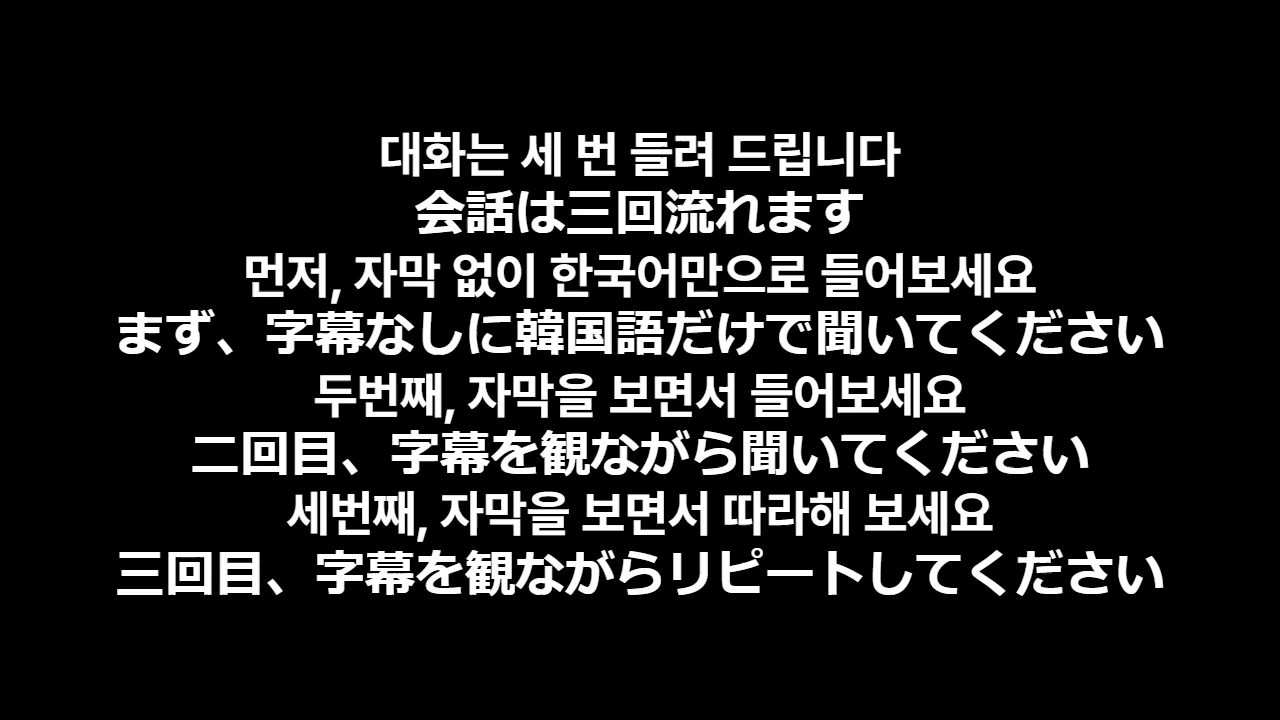 대화는 세 번 들려 드립니다
会話は三回流れます
먼저, 자막 없이 한국어만으로 들어보세요
まず、字幕なしに韓国語だけで聞いてください
두번째, 자막을 보면서 들어보세요
二回目、字幕を観ながら聞いてください
세번째, 자막을 보면서 따라해 보세요
三回目、字幕を観ながらリピートしてください